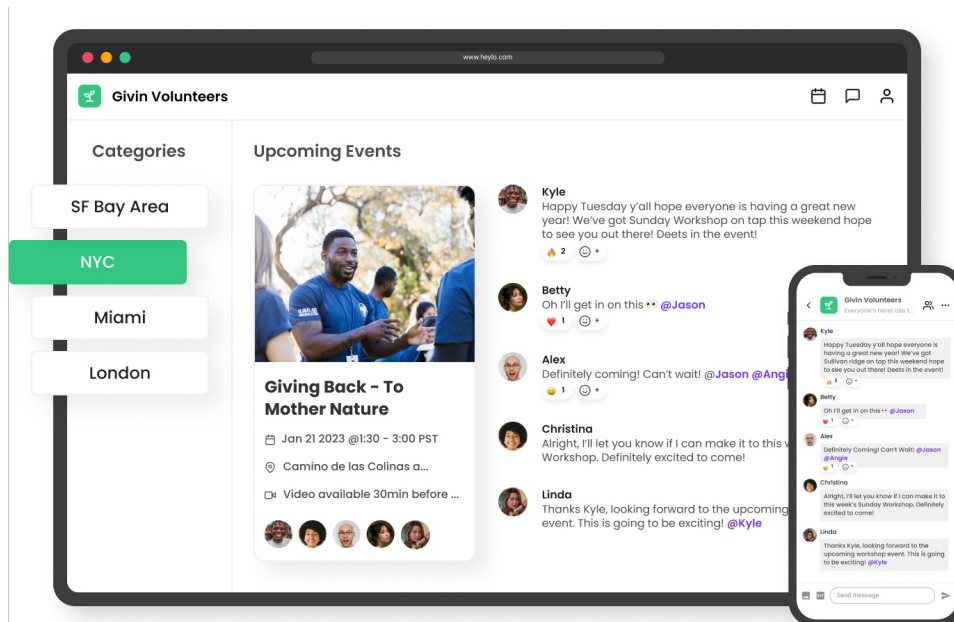 www.heylo.com
Givin Volunteers
Categories
SF Bay Area
NYC
Miami
London
Upcoming Events
Giving Back - To
Mother Nature
Jan 21 2023 @1:30 - 3:00 PST
Camino de las Colinas a...
Video available 30min before ...
Kyle
Happy Tuesday y'all hope everyone is having a great new
year! We've got Sunday Workshop on tap this weekend hope
to see you out there! Deets in the event!
2
Betty
Oh I'll get in on this 👀 @Jason
1
Alex
Definitely coming! Can't wait! @Jason @Angi
1
Christina
Alright, I'll let you know if I can make it to this
Workshop. Definitely excited to come!
Linda
Thanks Kyle, looking forward to the upcoming
event. This is going to be exciting! @Kyle
Givin Volunteers
Everyone's here! Use t...
Kyle
Happy Tuesday y'all hope everyone is
having a great new year! We've got
Sullivan ridge on tap this weekend hope
to see you out there! Deets in the event!
2
Betty
Oh I'll get in on this 👀 @Jason
1
Alex
Definitely Coming! Can't Wait! @Jason
@Angie
1
Christina
Alright, I'll let you know if I can make it to
this week's Sunday Workshop. Definitely
excited to come!
Linda
Thanks Kyle, looking forward to the
upcoming workshop event. This is going
to be exciting! @Kyle
Send message